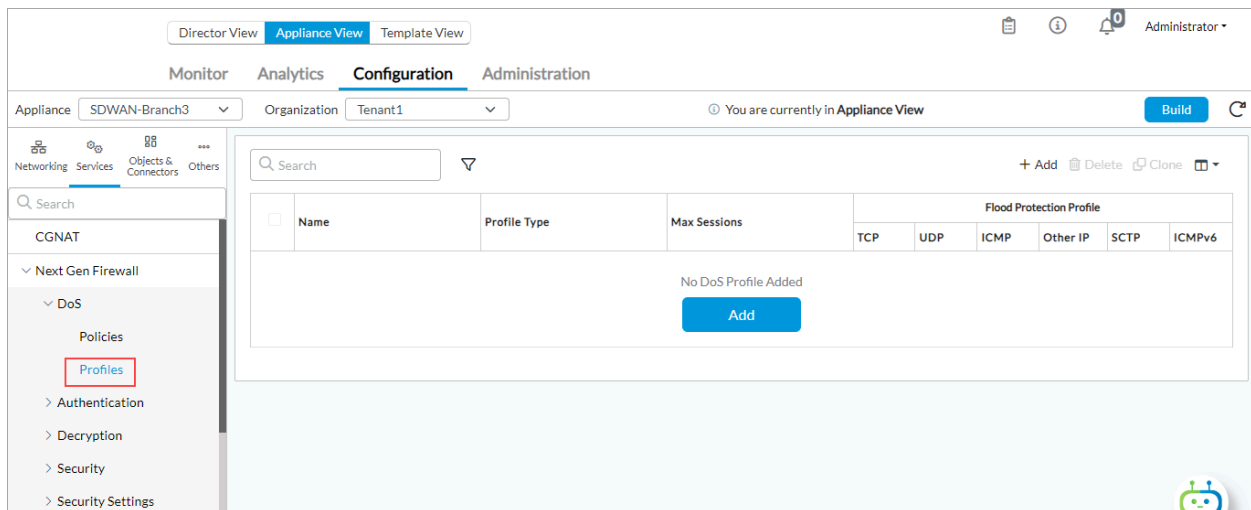 Director View Appliance View Template View
0
Administrator
Monitor Analytics Configuration Administration
Appliance SDWAN-Branch3 Organization Tenant1 You are currently in Appliance View Build
Networking Services Objects & Connectors Others
Search
CGNAT
Next Gen Firewall
DoS
Policies
Profiles
Authentication
Decryption
Security
Security Settings
Search + Add Delete Clone
Name Profile Type Max Sessions Flood Protection Profile
TCP UDP ICMP Other IP SCTP ICMPv6
No DoS Profile Added
Add